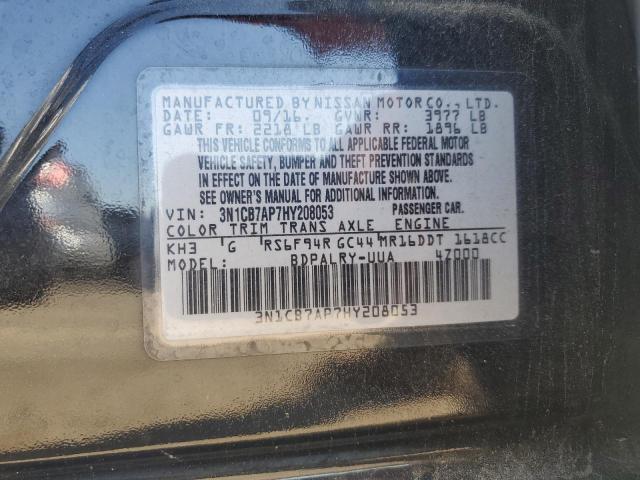 MANUFACTURED BY NISSAN MOTOR CO., LTD.
DATE: 09/16. GVWR: 3977 LB
GAWR FR: 2218 LB GAWR RR: 1896 LB
THIS VEHICLE CONFORMS TO ALL APPLICABLE FEDERAL MOTOR
VEHICLE SAFETY, BUMPER AND THEFT PREVENTION STANDARDS
IN EFFECT ON THE DATE OF MANUFACTURE SHOWN ABOVE.
SEE OWNER'S MANUAL FOR ADDITIONAL INFORMATION.
VIN: 3N1CB7AP7HY208053 PASSENGER CAR.
COLOR TRIM TRANS AXLE ENGINE
KH3 G RS6F94R GC44 MR16DDT 1618CC
MODEL: BDPALRY-UUA 4Z000
3N1CB7AP7HY208053